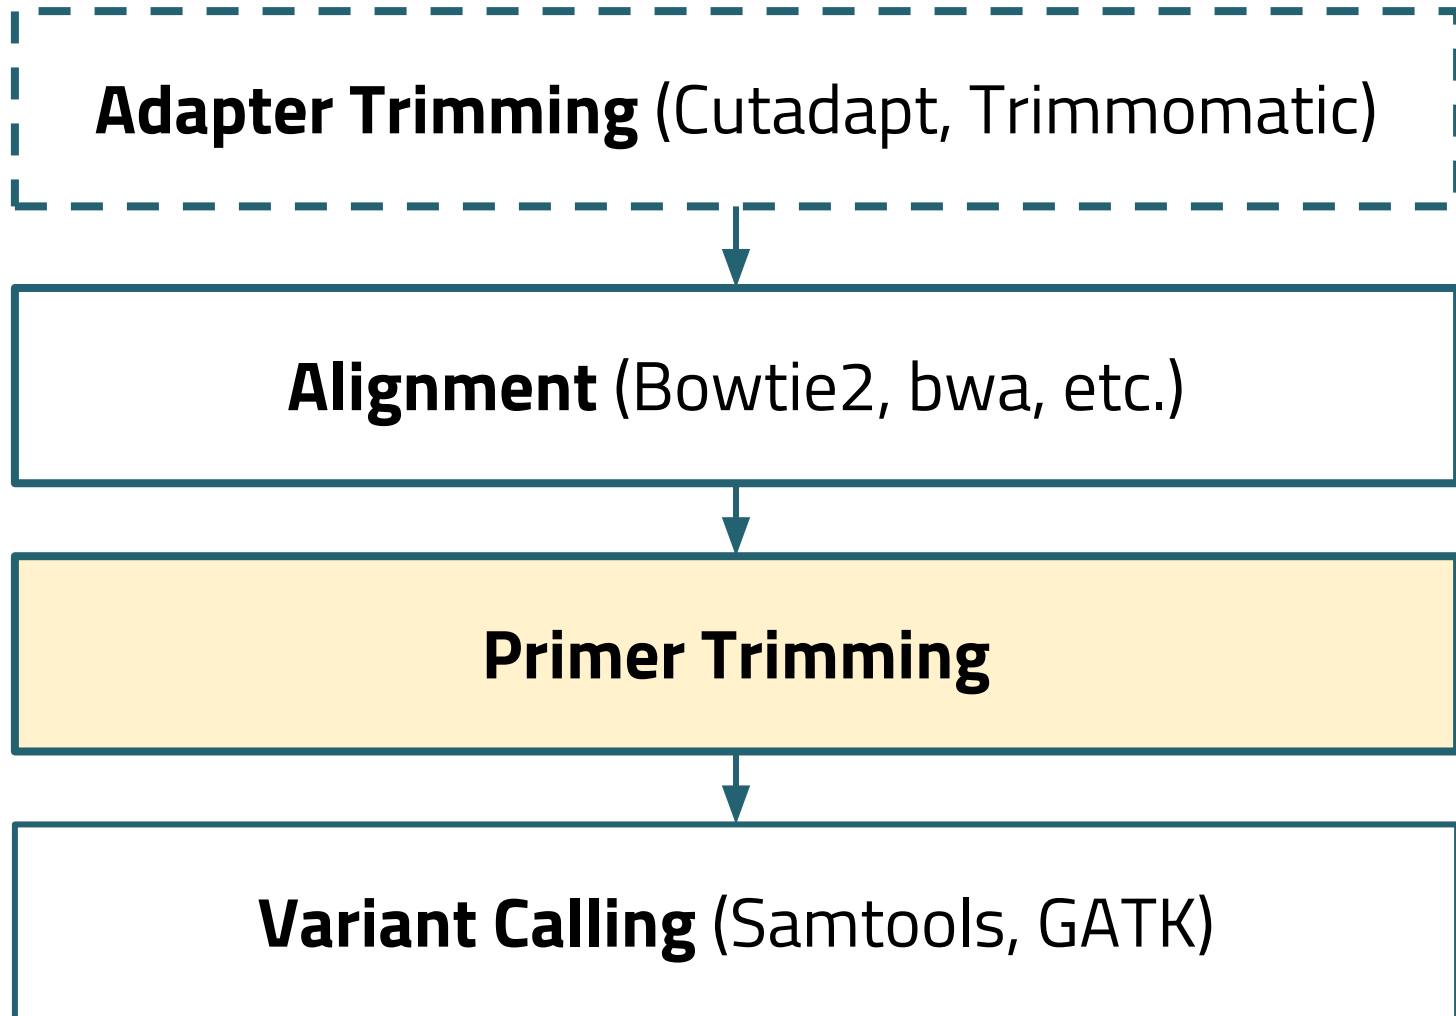 Adapter Trimming (Cutadapt, Trimmomatic)
Alignment (Bowtie2, bwa, etc.)
Primer Trimming
Variant Calling (Samtools, GATK)